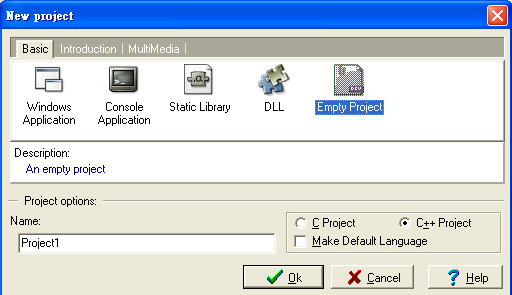 New project
Basic Introduction MultiMedia
Windows Application
Console Application
Static Library
DLL
Empty Project
DEV
Description:
An empty project
Project options:
Name:
Project1
C Project
C++ Project
Make Default Language
Ok
Cancel
? Help